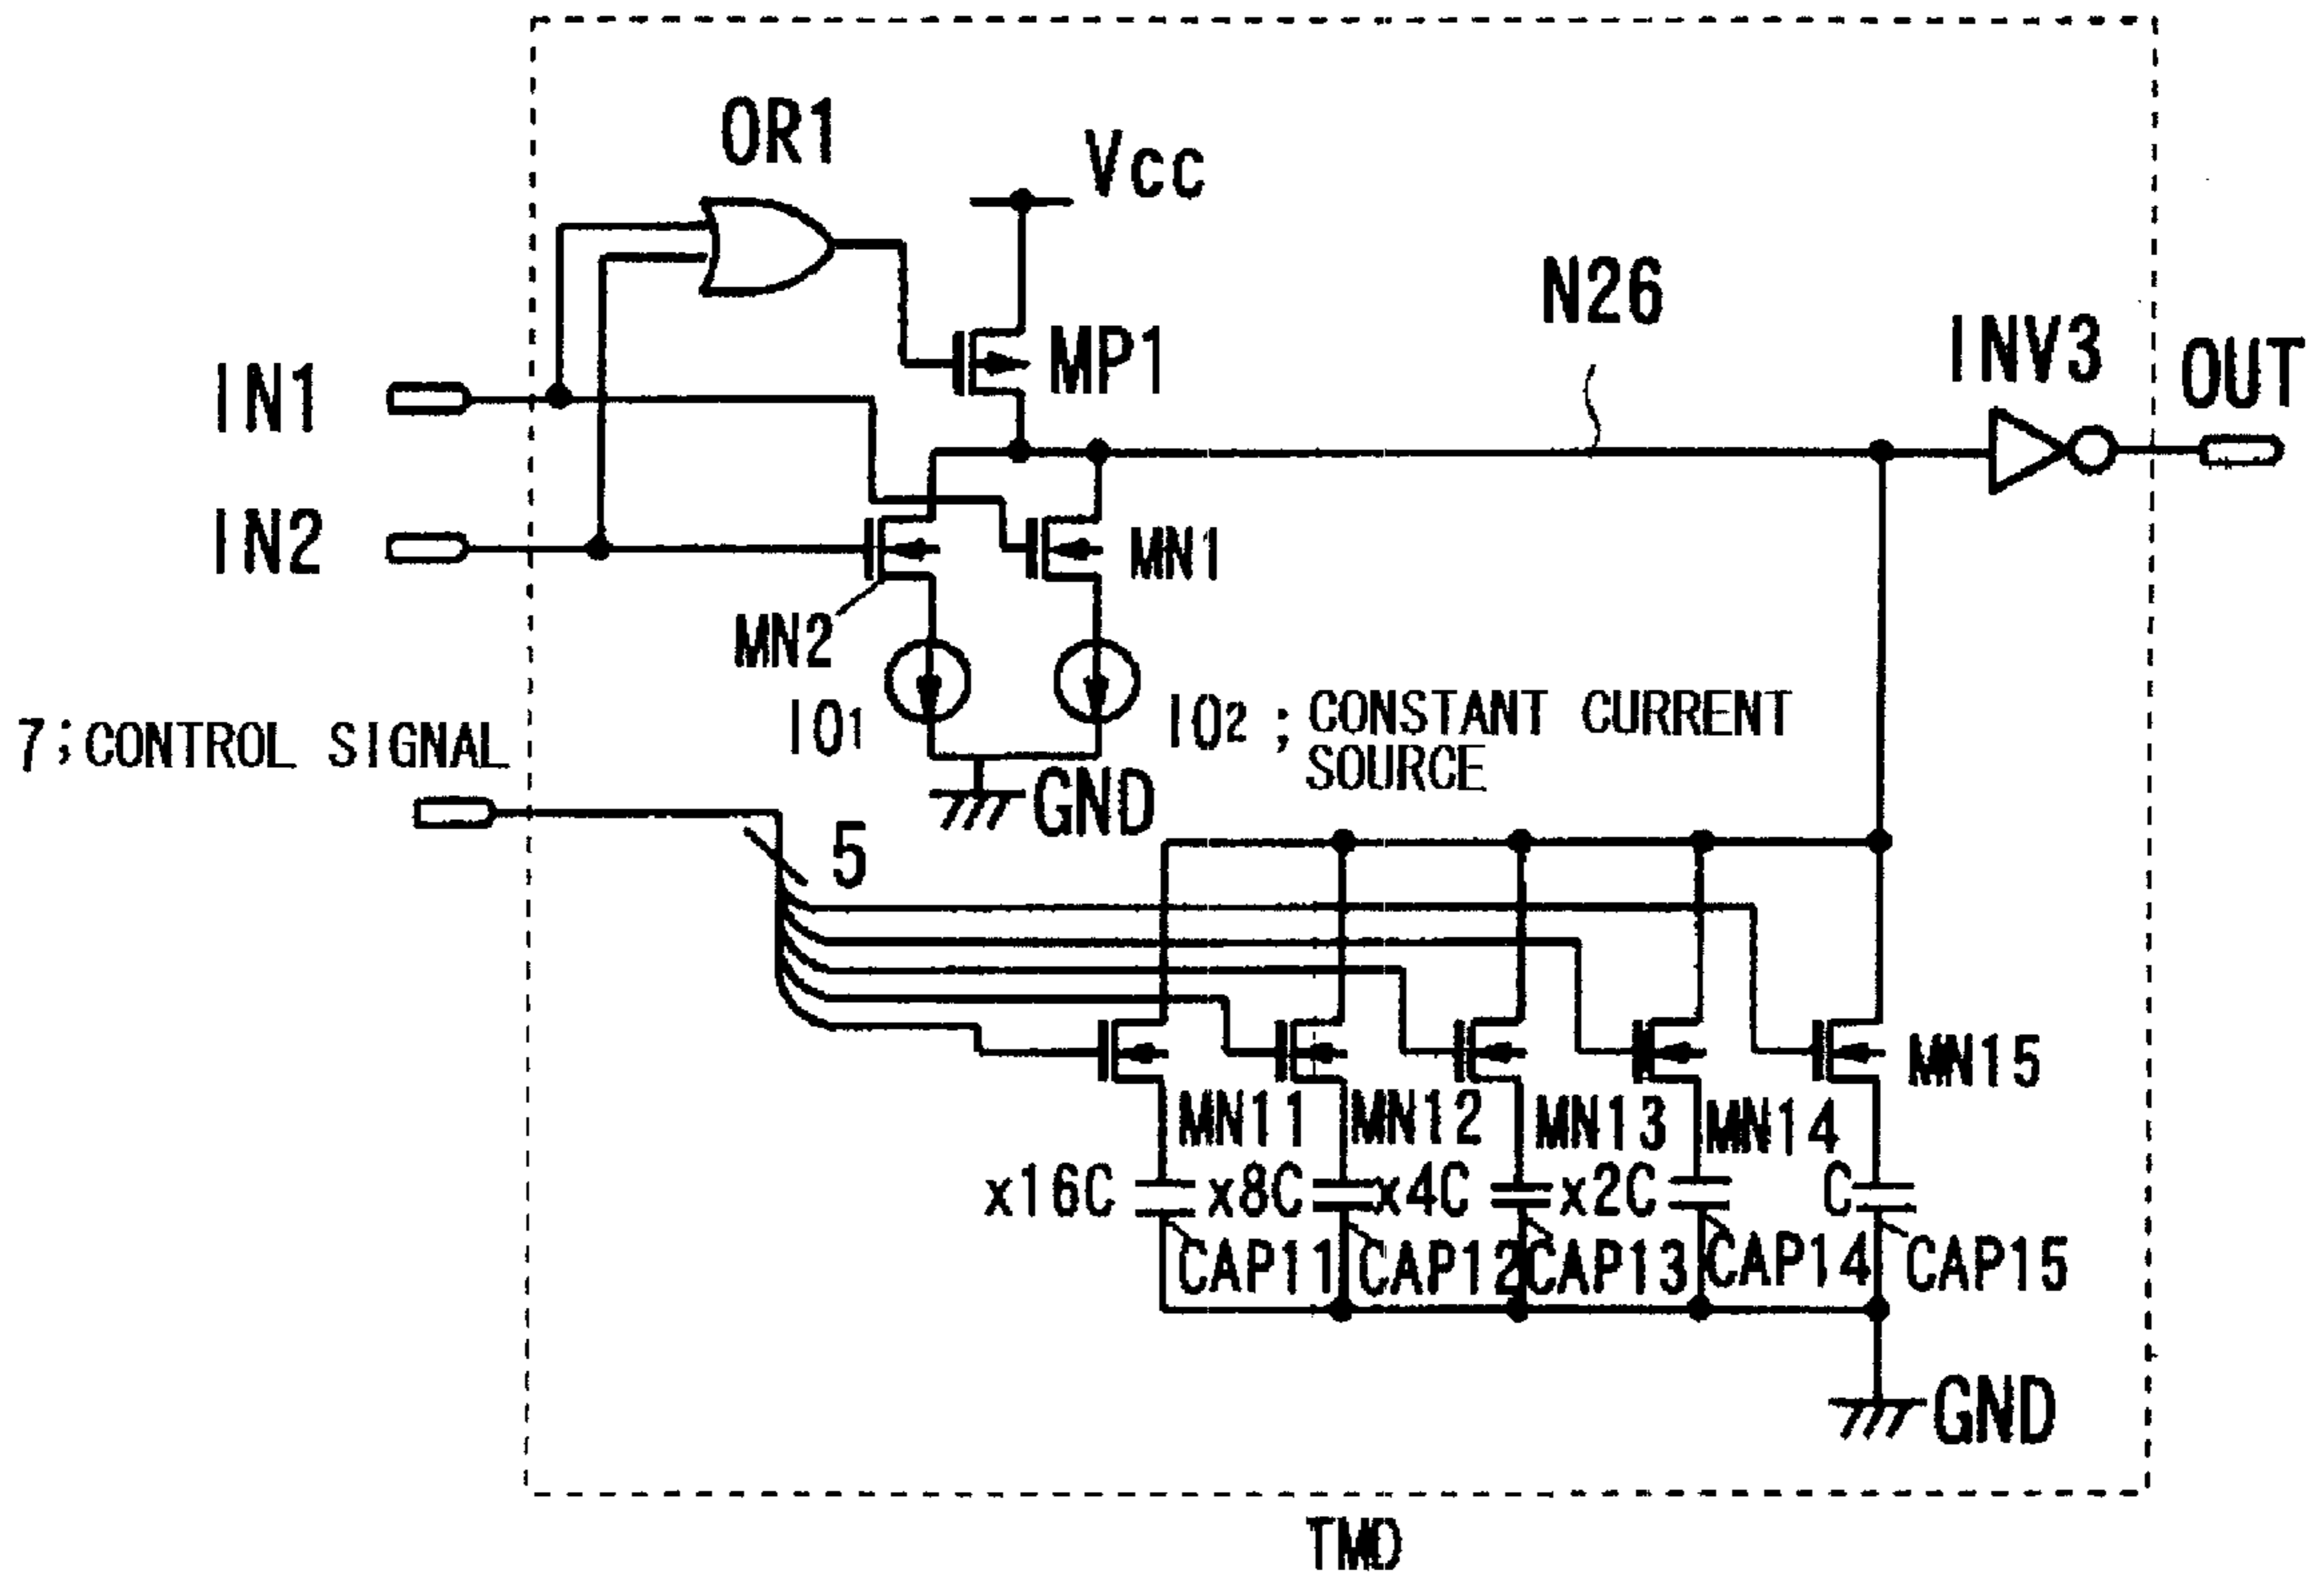 OR1
Vcc
N26
INV3
OUT
MP1
IN1
IN2
MN1
MN2
IO1
IO2 ; CONSTANT CURRENT
SOURCE
7;CONTROL SIGNAL
GND
5
MN15
MN11
MN12
MN13
MN14
x16C
x8C
x4C
x2C
C
CAP11
CAP12
CAP13
CAP14
CAP15
GND
TMD